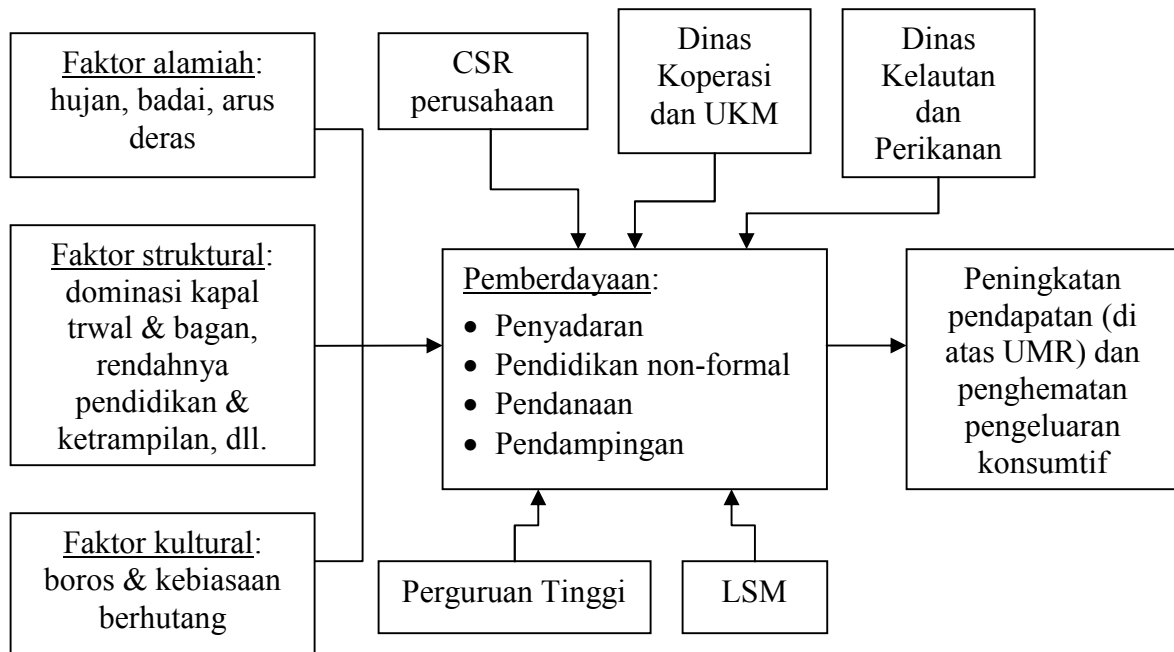 Faktor alamiah:
hujan, badai, arus
deras
CSR
perusahaan
Dinas
Koperasi
dan UKM
Dinas
Kelautan
dan
Perikanan
Faktor struktural:
dominasi kapal
trwal & bagan,
rendahnya
pendidikan &
ketrampilan, dll.
Pemberdayaan:
• Penyadaran
• Pendidikan non-formal
• Pendanaan
• Pendampingan
Peningkatan
pendapatan (di
atas UMR) dan
penghematan
pengeluaran
konsumtif
Faktor kultural:
boros & kebiasaan
berhutang
Perguruan Tinggi
LSM